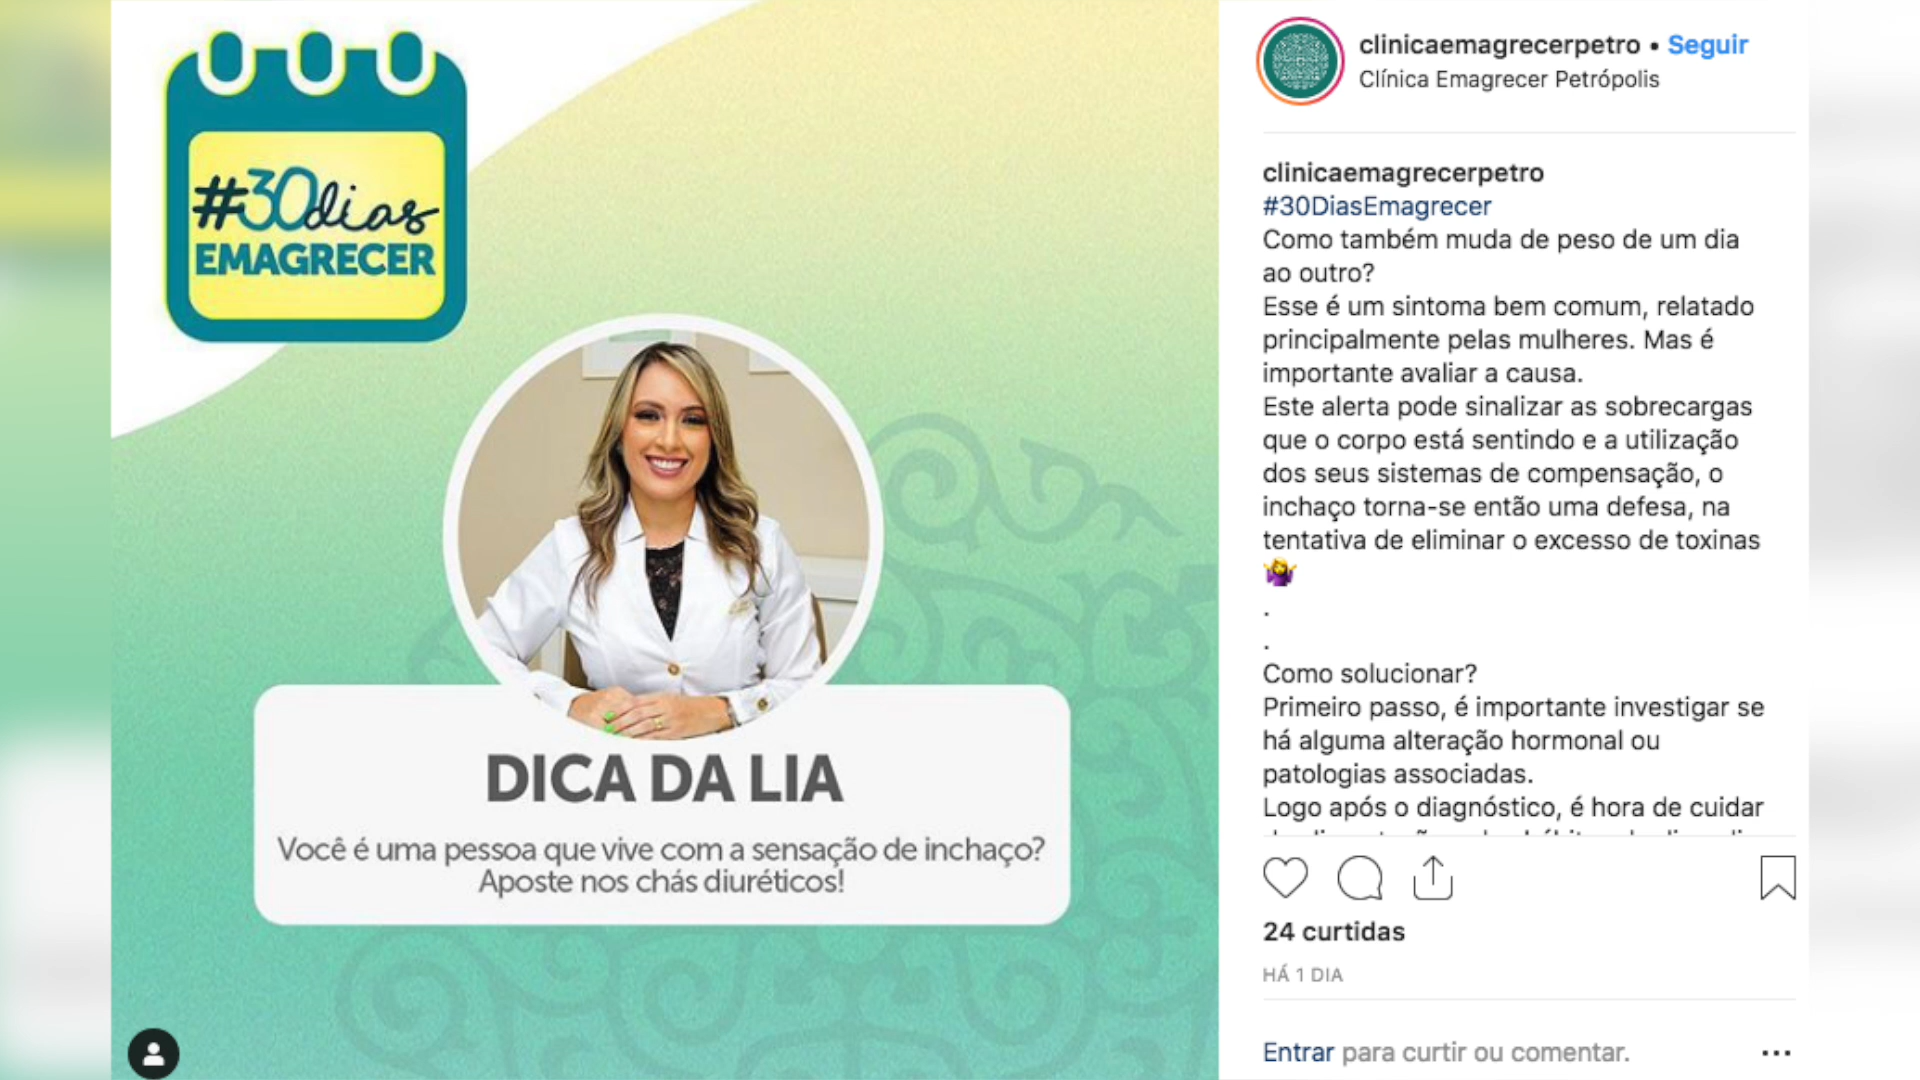 #30dias
EMAGRECER
DICA DA LIA
Você é uma pessoa que vive com a sensação de inchaço?
Aposte nos chás diuréticos!
clinicaemagrecerpetro • Seguir
Clínica Emagrecer Petrópolis
clinicaemagrecerpetro
#30DiasEmagrecer
Como também muda de peso de um dia
ao outro?
Esse é um sintoma bem comum, relatado
principalmente pelas mulheres. Mas é
importante avaliar a causa.
Este alerta pode sinalizar as sobrecargas
que o corpo está sentindo e a utilização
dos seus sistemas de compensação, o
inchaço torna-se então uma defesa, na
tentativa de eliminar o excesso de toxinas
🤷‍♀️
.
.
Como solucionar?
Primeiro passo, é importante investigar se
há alguma alteração hormonal ou
patologias associadas.
Logo após o diagnóstico, é hora de cuidar
24 curtidas
HÁ 1 DIA
Entrar para curtir ou comentar.